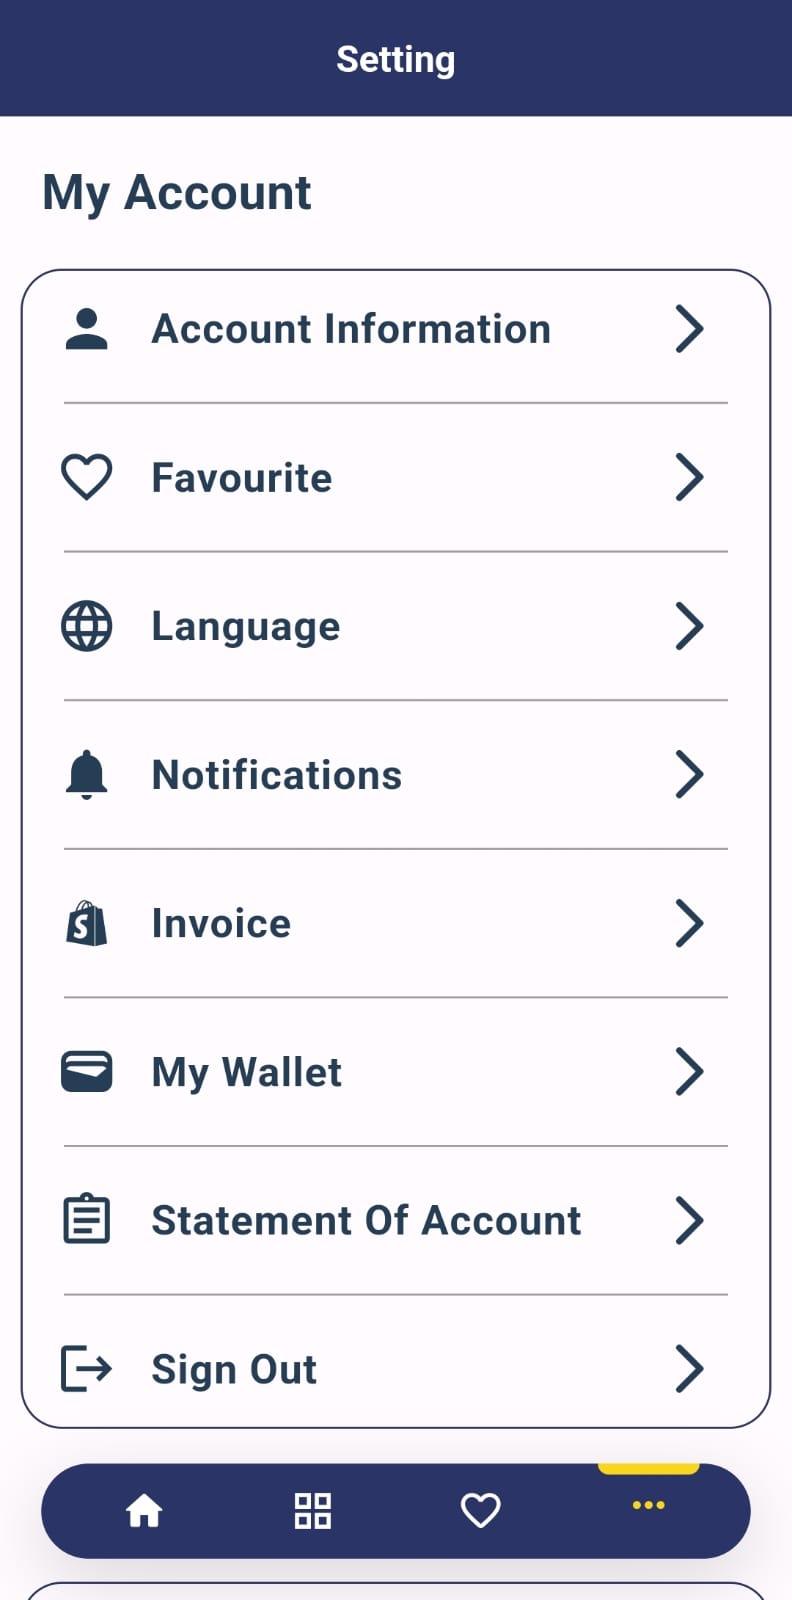 Setting
My Account
Account Information
Favourite
Language
Notifications
Invoice
My Wallet
Statement Of Account
Sign Out